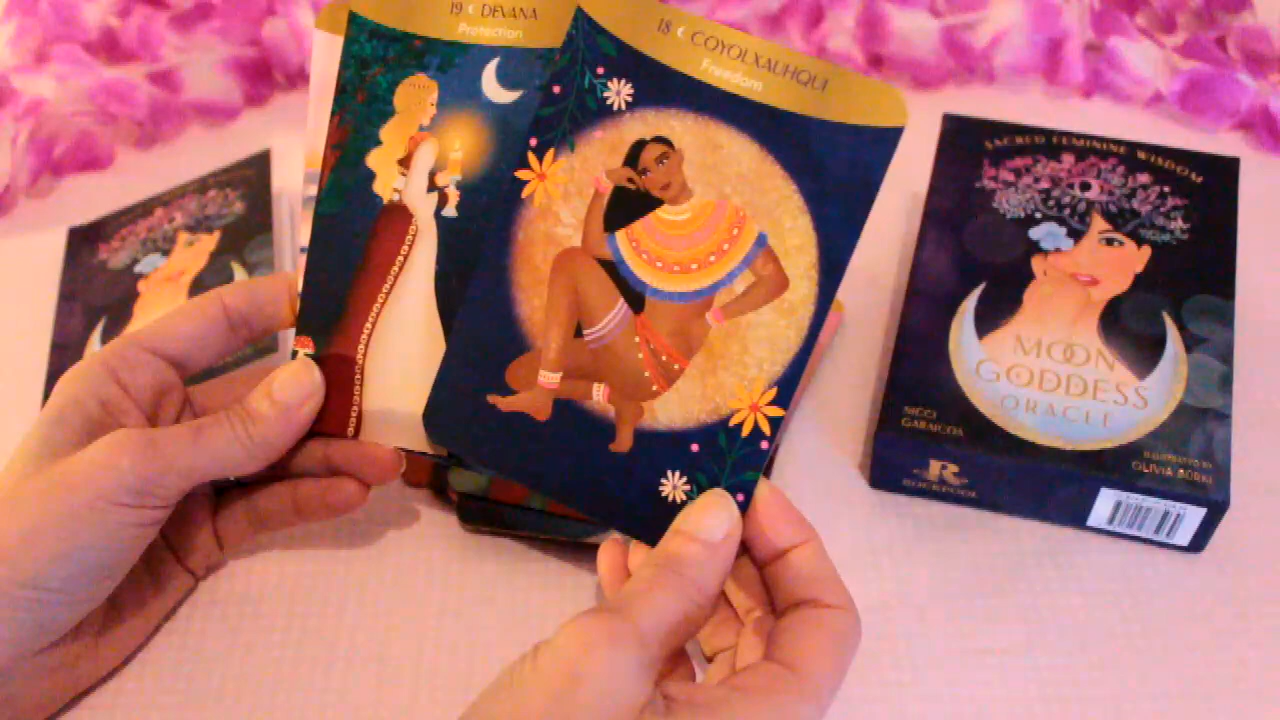 19 ☾ DEVANA
Protection
18 ☾ COYOLXAUHQUI
Freedom
SACRED FEMININE WISDOM
MOON
GODDESS
ORACLE
NICCI
GARAICOA
ILLUSTRATED BY
OLIVIA BÜRKI
ROCKPOOL